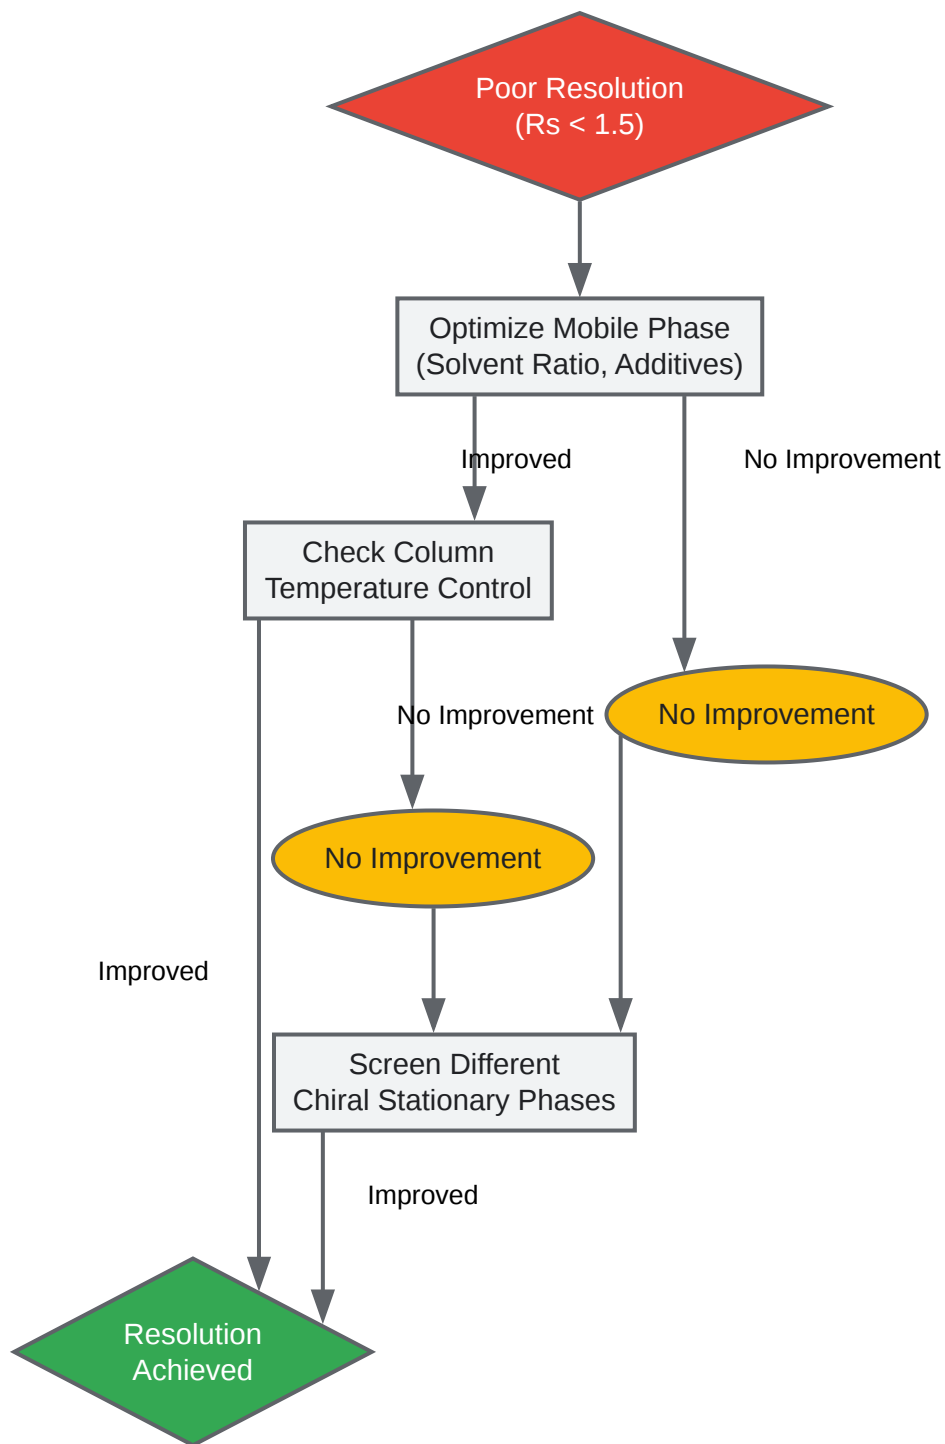 Poor Resolution
(Rs < 1.5)
Optimize Mobile Phase
(Solvent Ratio, Additives)
Improved
No Improvement
Check Column
Temperature Control
No Improvement
No Improvement
No Improvement
Improved
Screen Different
Chiral Stationary Phases
Improved
Resolution
Achieved